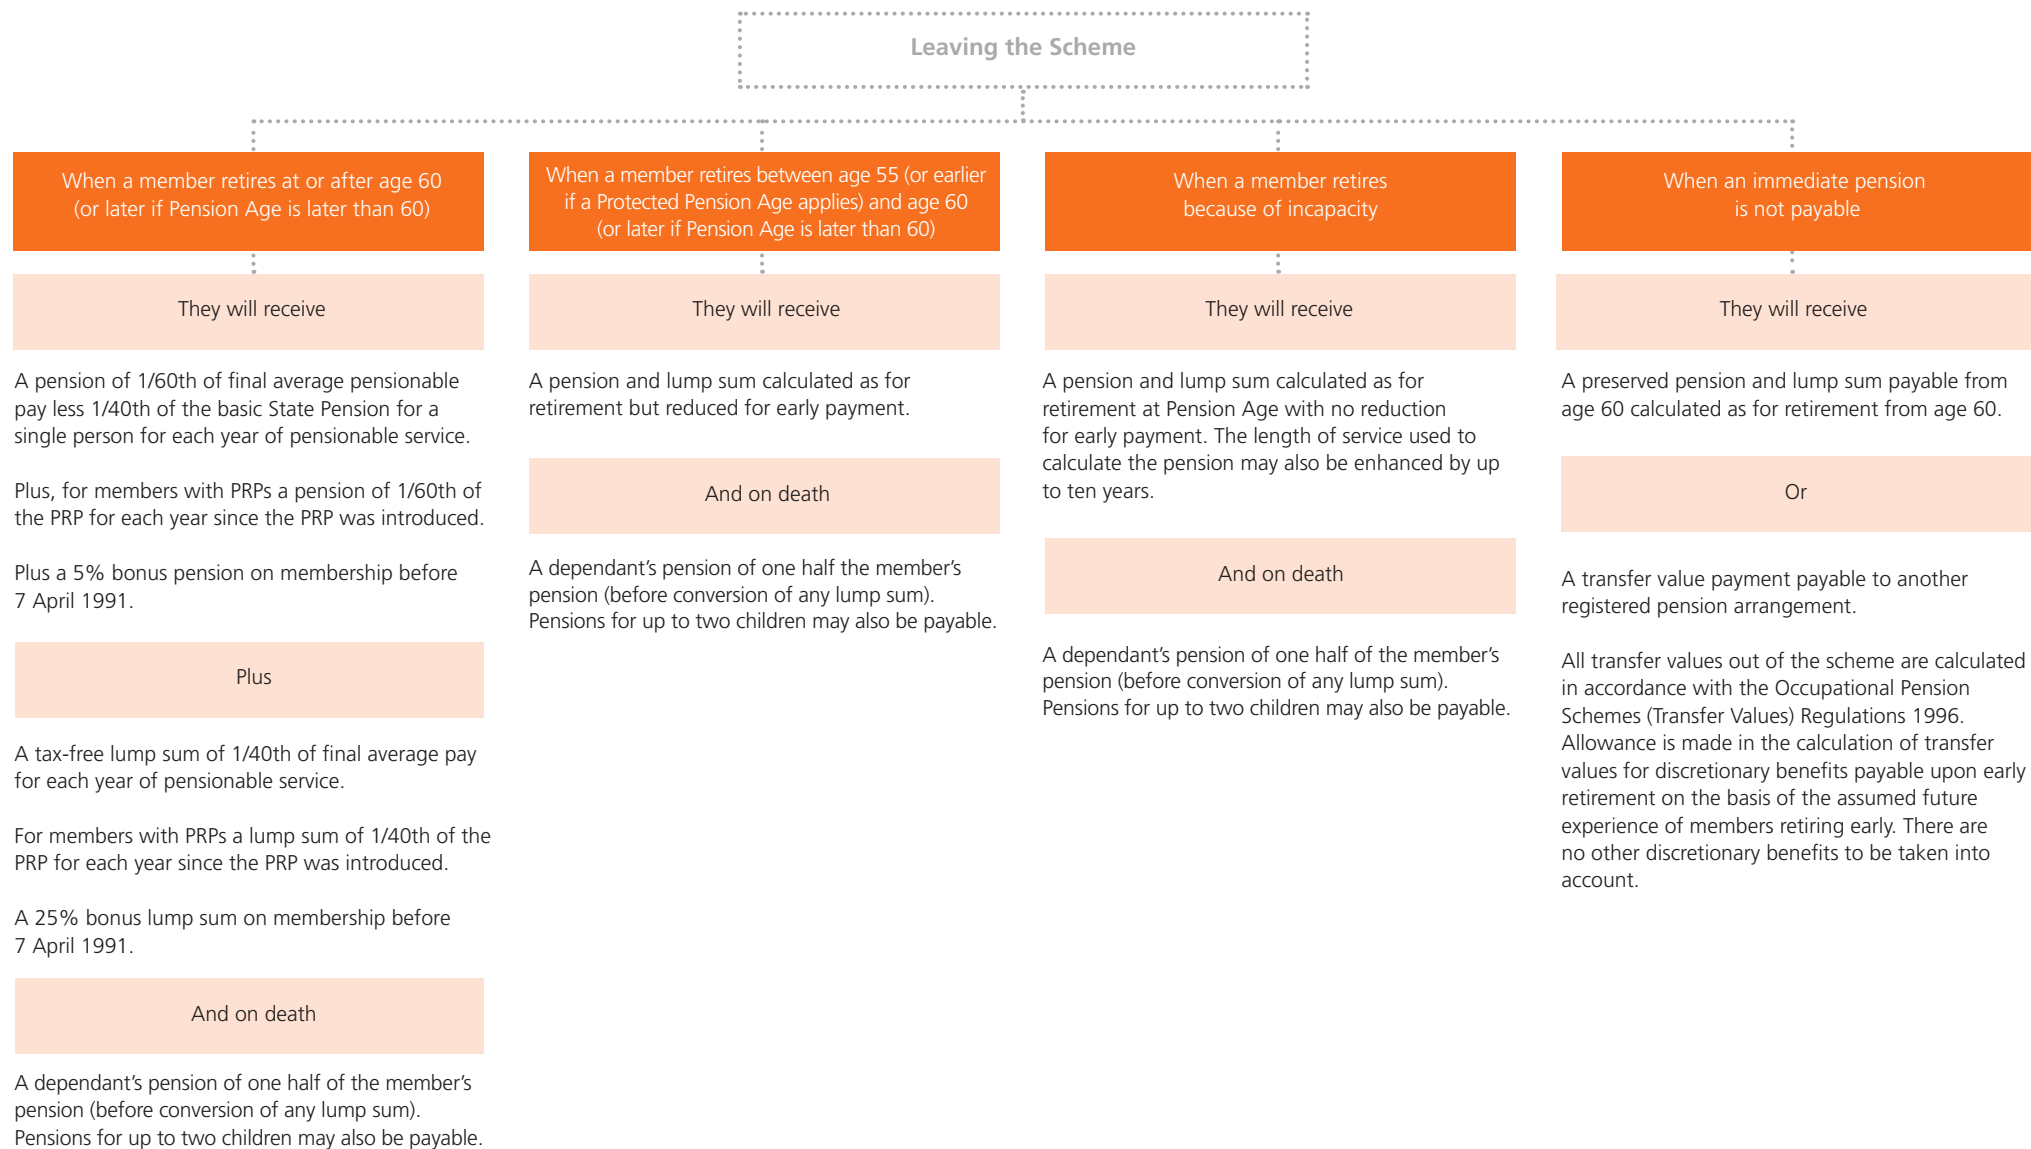 Leaving the Scheme
When a member retires at or after age 60
(or later if Pension Age is later than 60)
They will receive
A pension of 1/60th of final average pensionable
pay less 1/40th of the basic State Pension for a
single person for each year of pensionable service.
Plus, for members with PRPs a pension of 1/60th of
the PRP for each year since the PRP was introduced.
Plus a 5% bonus pension on membership before
7 April 1991.
Plus
A tax-free lump sum of 1/40th of final average pay
for each year of pensionable service.
For members with PRPs a lump sum of 1/40th of the
PRP for each year since the PRP was introduced.
A 25% bonus lump sum on membership before
7 April 1991.
And on death
A dependant’s pension of one half of the member’s
pension (before conversion of any lump sum).
Pensions for up to two children may also be payable.
When a member retires between age 55 (or earlier
if a Protected Pension Age applies) and age 60
(or later if Pension Age is later than 60)
They will receive
A pension and lump sum calculated as for
retirement but reduced for early payment.
And on death
A dependant’s pension of one half the member’s
pension (before conversion of any lump sum).
Pensions for up to two children may also be payable.
When a member retires
because of incapacity
They will receive
A pension and lump sum calculated as for
retirement at Pension Age with no reduction
for early payment. The length of service used to
calculate the pension may also be enhanced by up
to ten years.
And on death
A dependant’s pension of one half of the member’s
pension (before conversion of any lump sum).
Pensions for up to two children may also be payable.
When an immediate pension
is not payable
They will receive
A preserved pension and lump sum payable from
age 60 calculated as for retirement from age 60.
Or
A transfer value payment payable to another
registered pension arrangement.
All transfer values out of the scheme are calculated
in accordance with the Occupational Pension
Schemes (Transfer Values) Regulations 1996.
Allowance is made in the calculation of transfer
values for discretionary benefits payable upon early
retirement on the basis of the assumed future
experience of members retiring early. There are
no other discretionary benefits to be taken into
account.